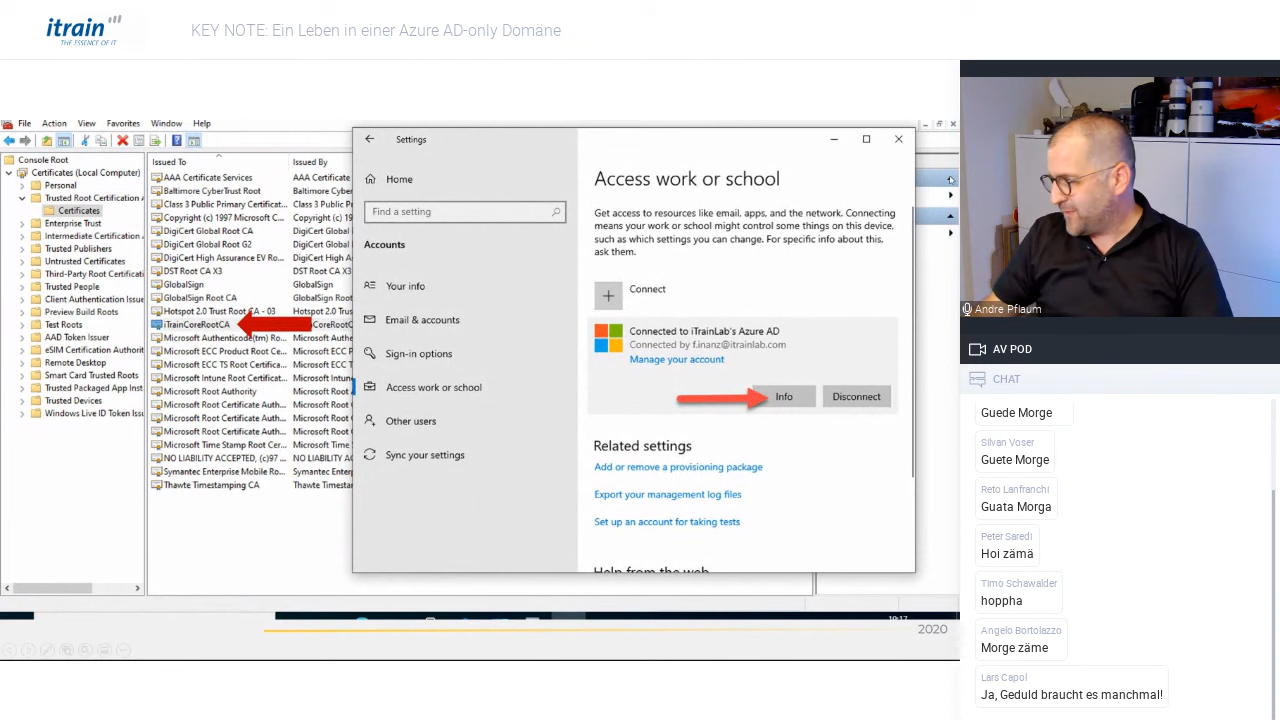 itrain
THE ESSENCE OF IT
KEY NOTE: Ein Leben in einer Azure AD-only Domäne
File Action View Favorites Window Help
Console Root
Certificates (Local Computer)
Personal
Trusted Root Certification A
Certificates
Enterprise Trust
Intermediate Certification A
Trusted Publishers
Untrusted Certificates
Third-Party Root Certificati
Trusted People
Client Authentication Issue
Preview Build Roots
Test Roots
AAD Token Issuer
eSIM Certification Authorit
Remote Desktop
Smart Card Trusted Roots
Trusted Packaged App Inst
Trusted Devices
Windows Live ID Token Issu
Issued To
AAA Certificate Services
Baltimore CyberTrust Root
Class 3 Public Primary Certificat...
Copyright (c) 1997 Microsoft C...
DigiCert Global Root CA
DigiCert Global Root G2
DigiCert High Assurance EV Ro...
DST Root CA X3
GlobalSign
GlobalSign Root CA
Hotspot 2.0 Trust Root CA - 03
iTrainCoreRootCA
Microsoft Authenticode(tm) Ro...
Microsoft ECC Product Root Ce...
Microsoft ECC TS Root Certificat...
Microsoft Intune Root Certificat...
Microsoft Root Authority
Microsoft Root Certificate Auth...
Microsoft Root Certificate Auth...
Microsoft Root Certificate Auth...
Microsoft Time Stamp Root Cer...
NO LIABILITY ACCEPTED, (c)97 ...
Symantec Enterprise Mobile Ro...
Thawte Timestamping CA
Issued By
AAA Certificate
Baltimore Cybe
Class 3 Public P
Copyright (c) 1
DigiCert Globa
DigiCert Globa
DigiCert High A
DST Root CA X
GlobalSign
GlobalSign Roo
Hotspot 2.0 Tru
CoreRootC
Microsoft Auth
Microsoft ECC
Microsoft ECC
Microsoft Intu
Microsoft Root
Microsoft Root
Microsoft Root
Microsoft Root
Microsoft Time
NO LIABILITY A
Symantec Ente
Thawte Timest
Settings
Home
Find a setting
Accounts
Your info
Email & accounts
Sign-in options
Access work or school
Other users
Sync your settings
Access work or school
Get access to resources like email, apps, and the network. Connecting
means your work or school might control some things on this device,
such as which settings you can change. For specific info about this,
ask them.
Connect
Connected to iTrainLab's Azure AD
Connected by f.inanz@itrainlab.com
Manage your account
Info
Disconnect
Related settings
Add or remove a provisioning package
Export your management log files
Set up an account for taking tests
Help from the web
19:17
2020
Andre Pflaum
AV POD
CHAT
Guede Morge
Silvan Voser
Guete Morge
Reto Lanfranchi
Guata Morga
Peter Saredi
Hoi zämä
Timo Schawalder
hoppha
Angelo Bortolazzo
Morge zäme
Lars Capol
Ja, Geduld braucht es manchmal!